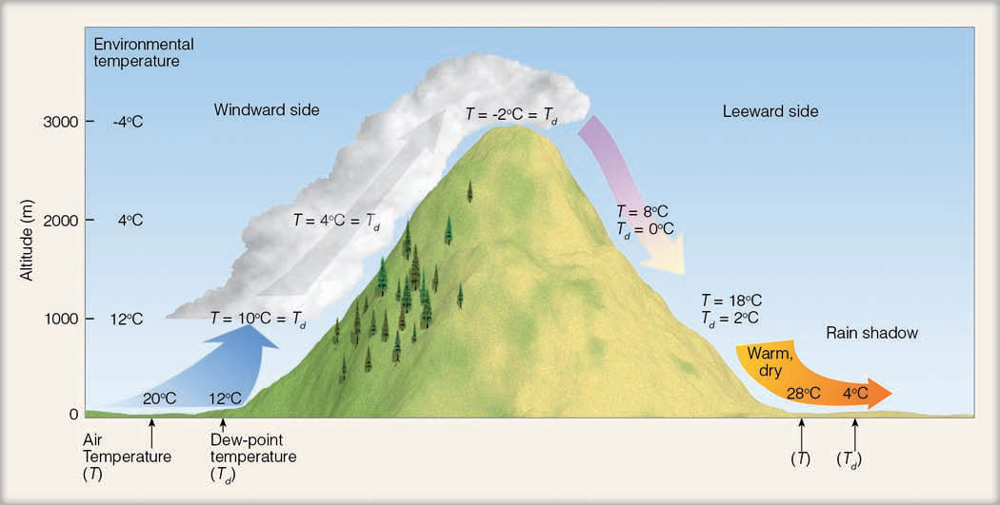 Environmental
temperature
Windward side
Leeward side
3000
-4°C
T = -2°C = Td
Altitude (m)
2000
4°C
T = 4°C = Td
T = 8°C
Td = 0°C
1000
12°C
T = 10°C = Td
T = 18°C
Td = 2°C
Rain shadow
Warm,
dry
0
20°C
12°C
28°C
4°C
Air
Temperature
(T)
Dew-point
temperature
(Td)
(T)
(Td)